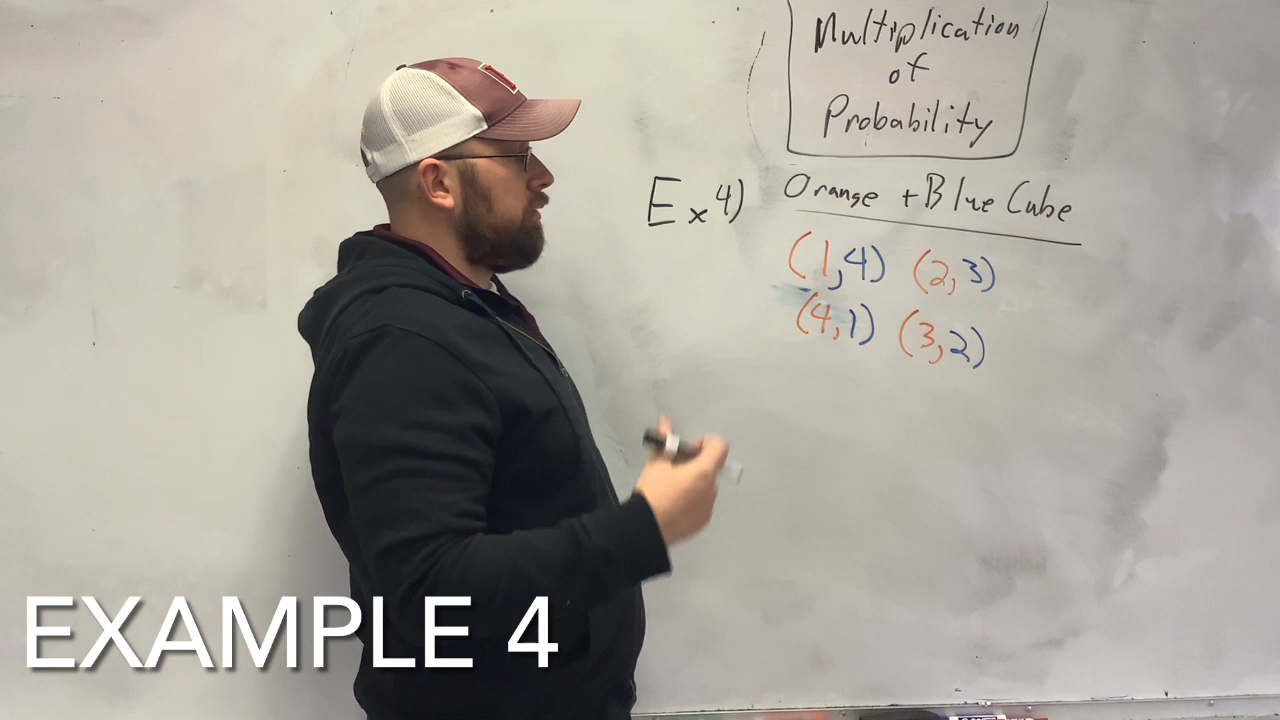 Multiplication
of
Probability
Ex 4) Orange + Blue Cube
(1,4) (2,3)
(4,1) (3,2)
EXAMPLE 4